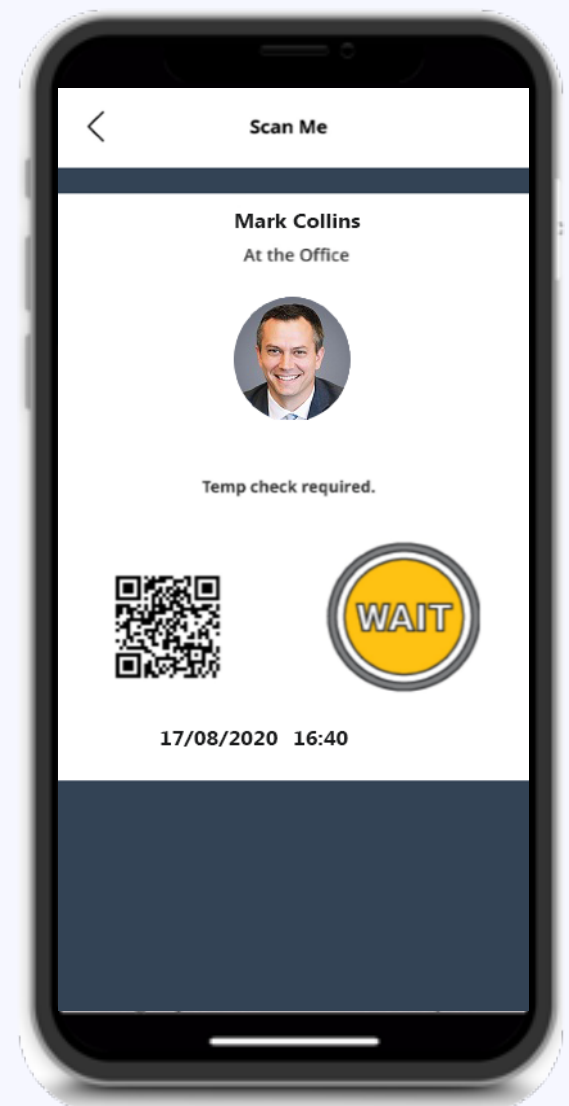 Scan Me
Mark Collins
At the Office
Temp check required.
WAIT
17/08/2020 16:40